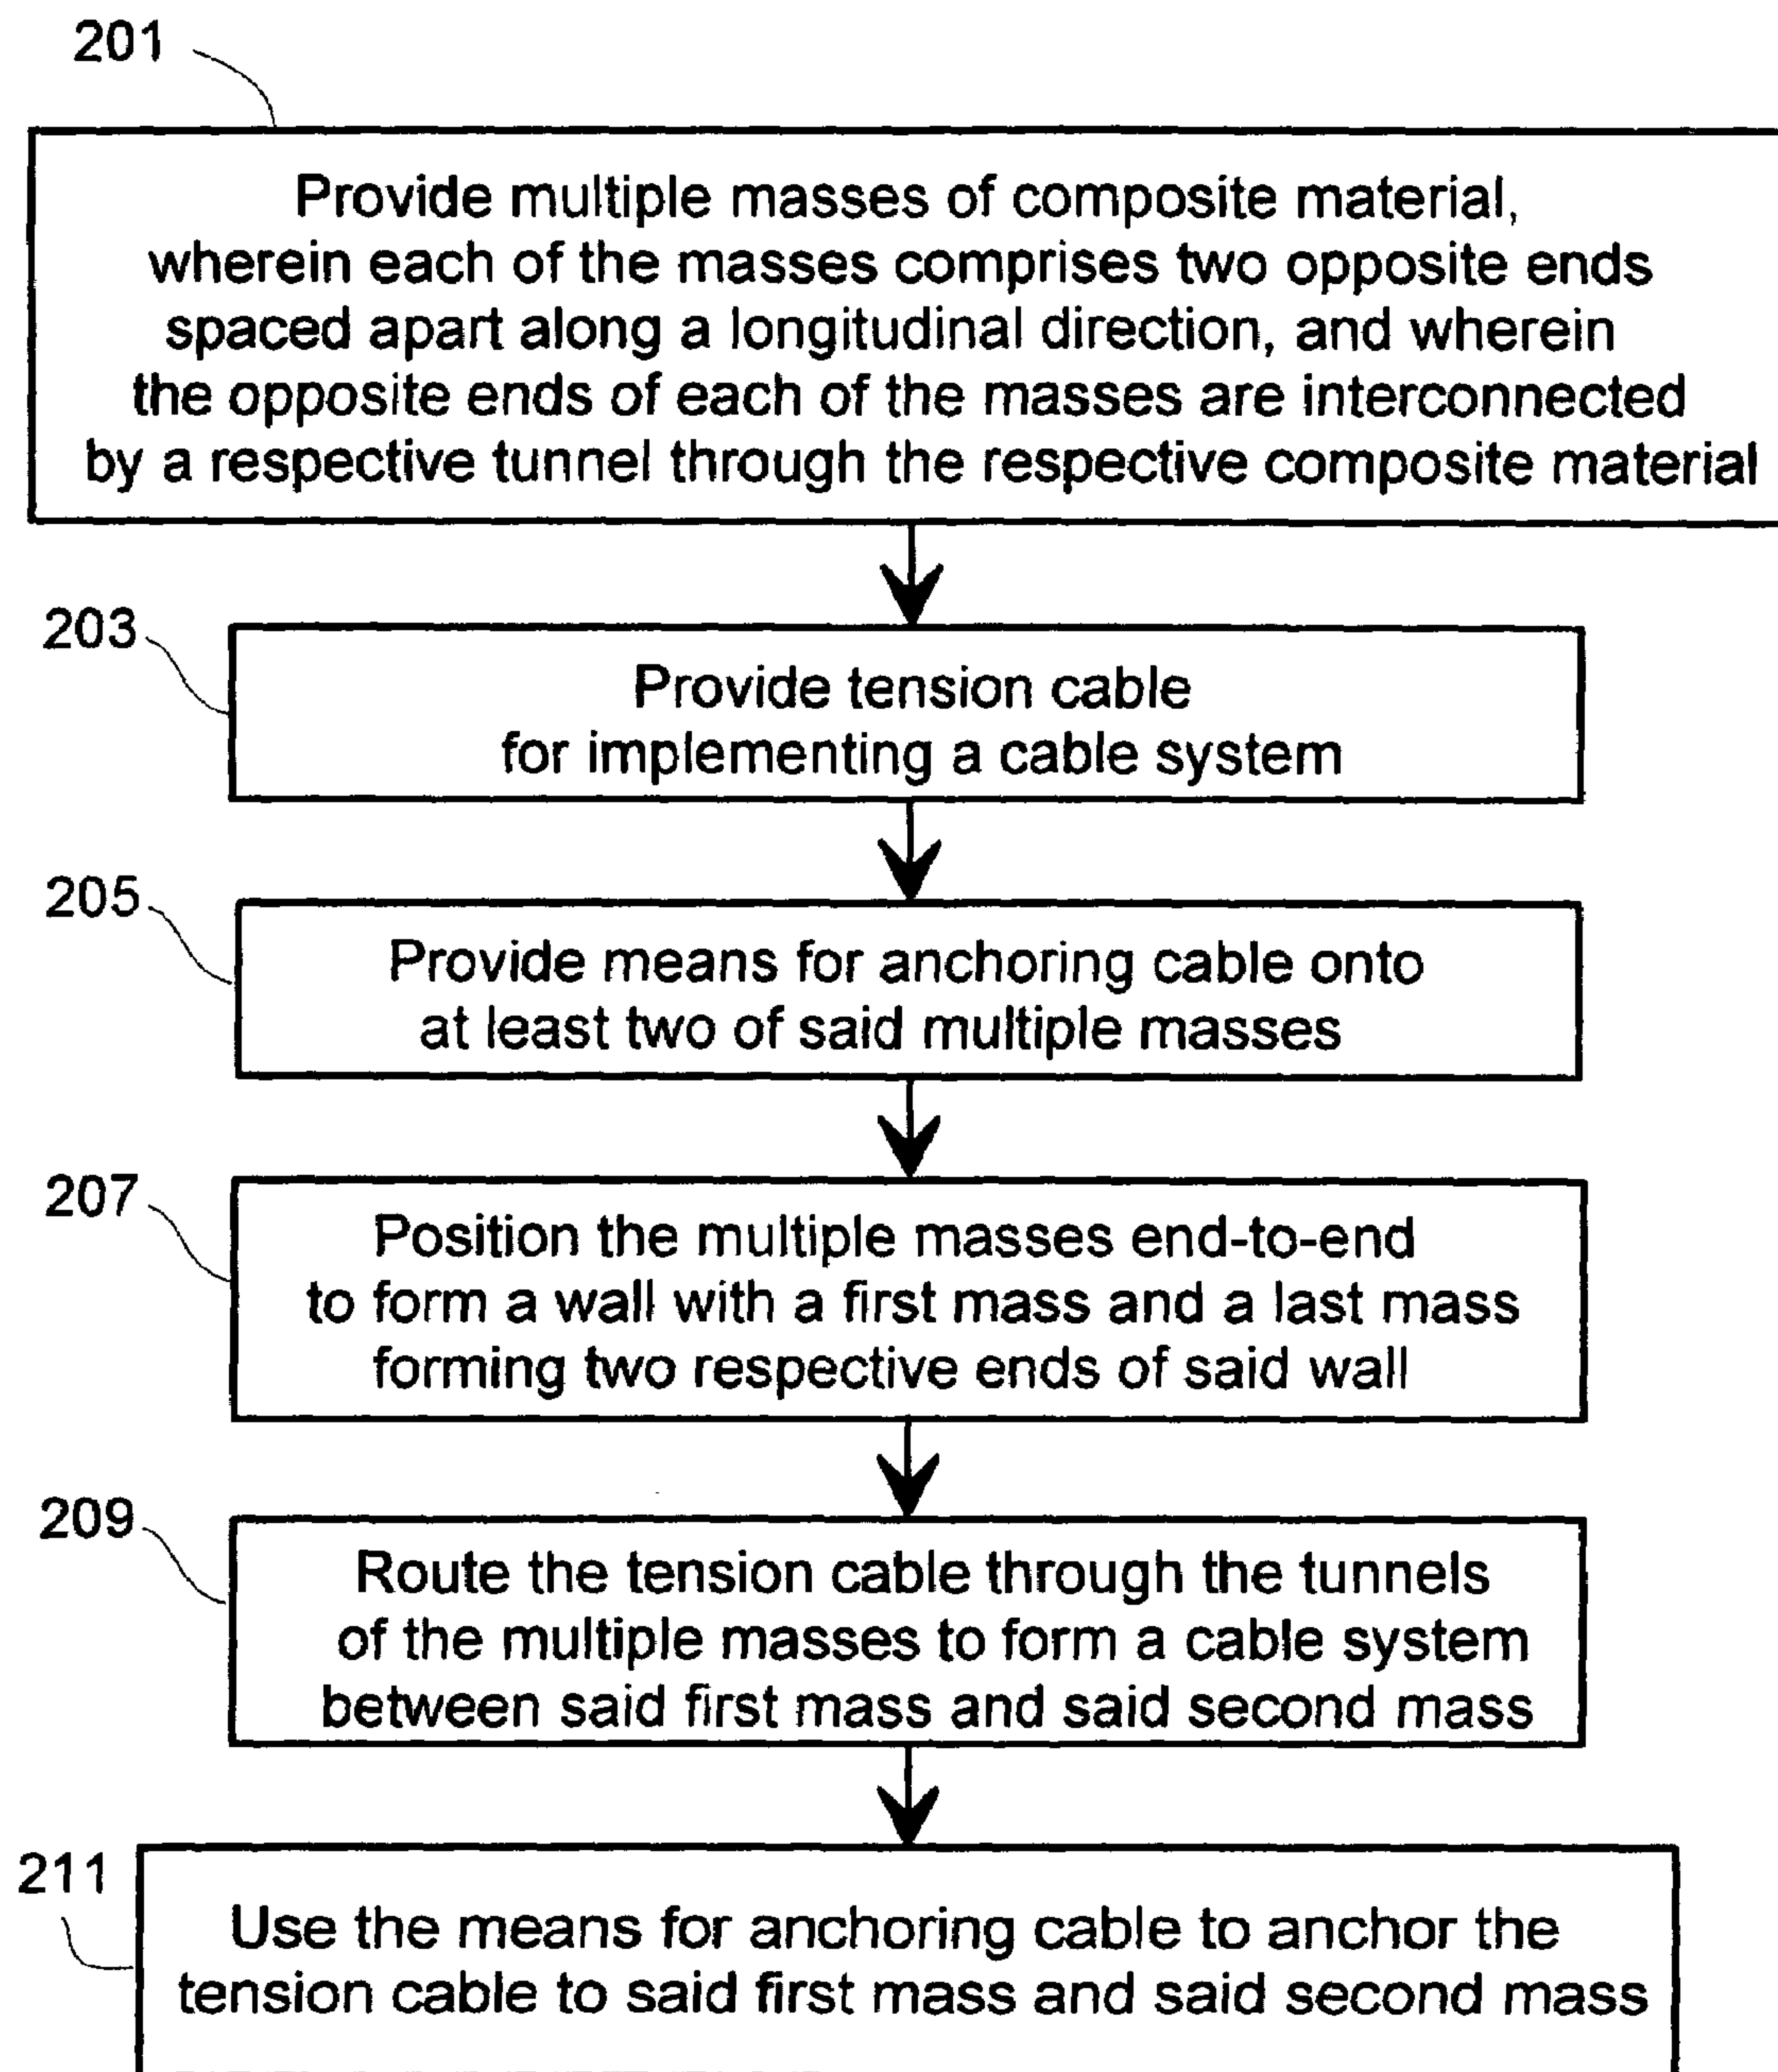 201
Provide multiple masses of composite material,
wherein each of the masses comprises two opposite ends
spaced apart along a longitudinal direction, and wherein
the opposite ends of each of the masses are interconnected
by a respective tunnel through the respective composite material
203
Provide tension cable
for implementing a cable system
205
Provide means for anchoring cable onto
at least two of said multiple masses
207
Position the multiple masses end-to-end
to form a wall with a first mass and a last mass
forming two respective ends of said wall
209
Route the tension cable through the tunnels
of the multiple masses to form a cable system
between said first mass and said second mass
211
Use the means for anchoring cable to anchor the
tension cable to said first mass and said second mass